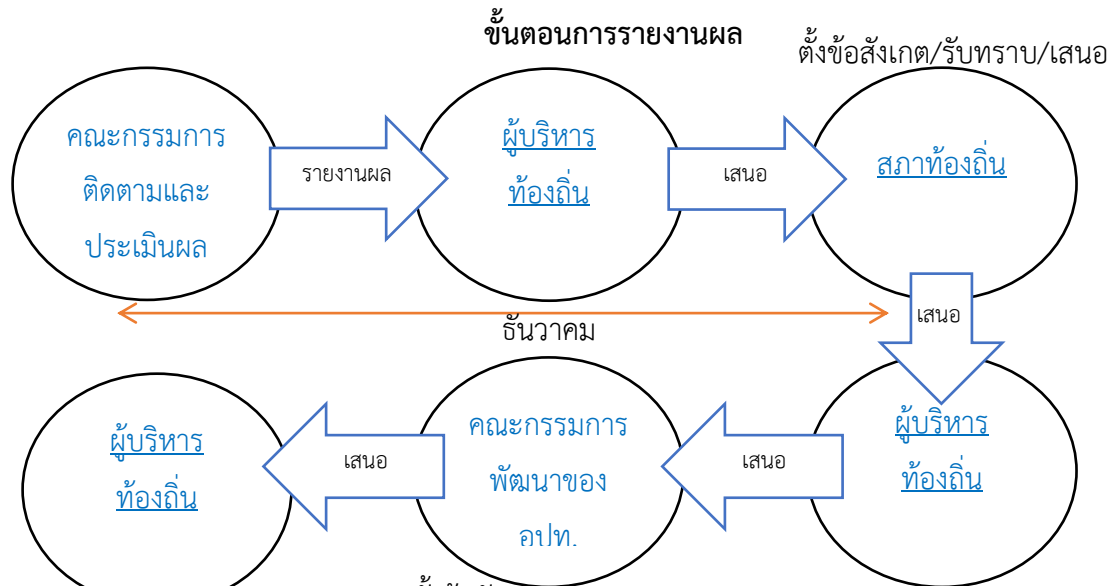 ขั้นตอนการรายงานผล
ตั้งข้อสังเกต/รับทราบ/เสนอ
คณะกรรมการ
ติดตามและ
ประเมินผล
รายงานผล
ผู้บริหาร
ท้องถิ่น
เสนอ
สภาท้องถิ่น
เสนอ
ธันวาคม
ผู้บริหาร
ท้องถิ่น
เสนอ
คณะกรรมการ
พัฒนาของ
อปท.
เสนอ
ผู้บริหาร
ท้องถิ่น